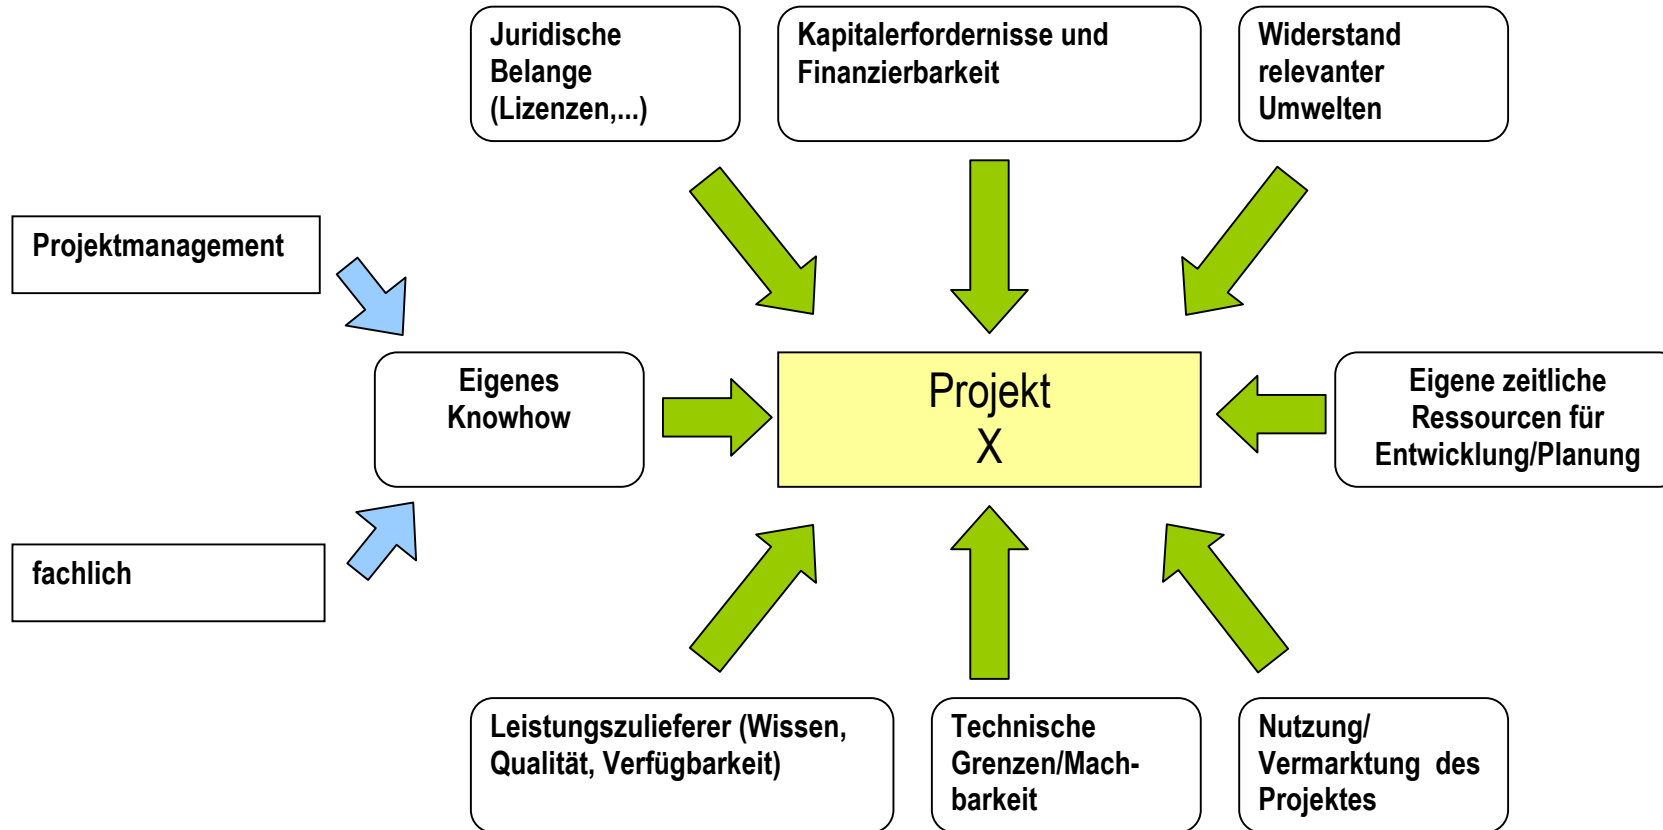 Juridische
Belange
(Lizenzen,...)
Kapitalerfordernisse und
Finanzierbarkeit
Widerstand
relevanter
Umwelten
Projektmanagement
Eigenes
Knowhow
Projekt
X
Eigene zeitliche
Ressourcen für
Entwicklung/Planung
fachlich
Leistungszulieferer (Wissen,
Qualität, Verfügbarkeit)
Technische
Grenzen/Mach-
barkeit
Nutzung/
Vermarktung des
Projektes